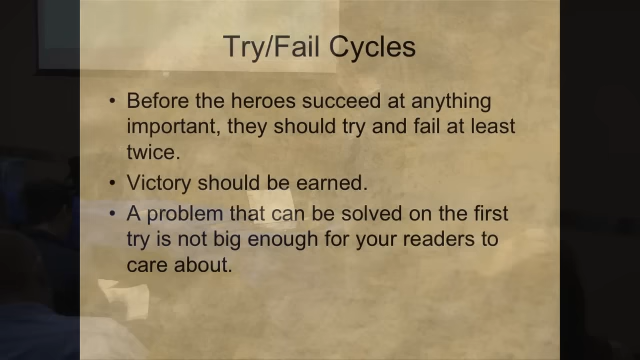 Try/Fail Cycles
• Before the heroes succeed at anything
important, they should try and fail at least
twice.
• Victory should be earned.
• A problem that can be solved on the first
try is not big enough for your readers to
care about.